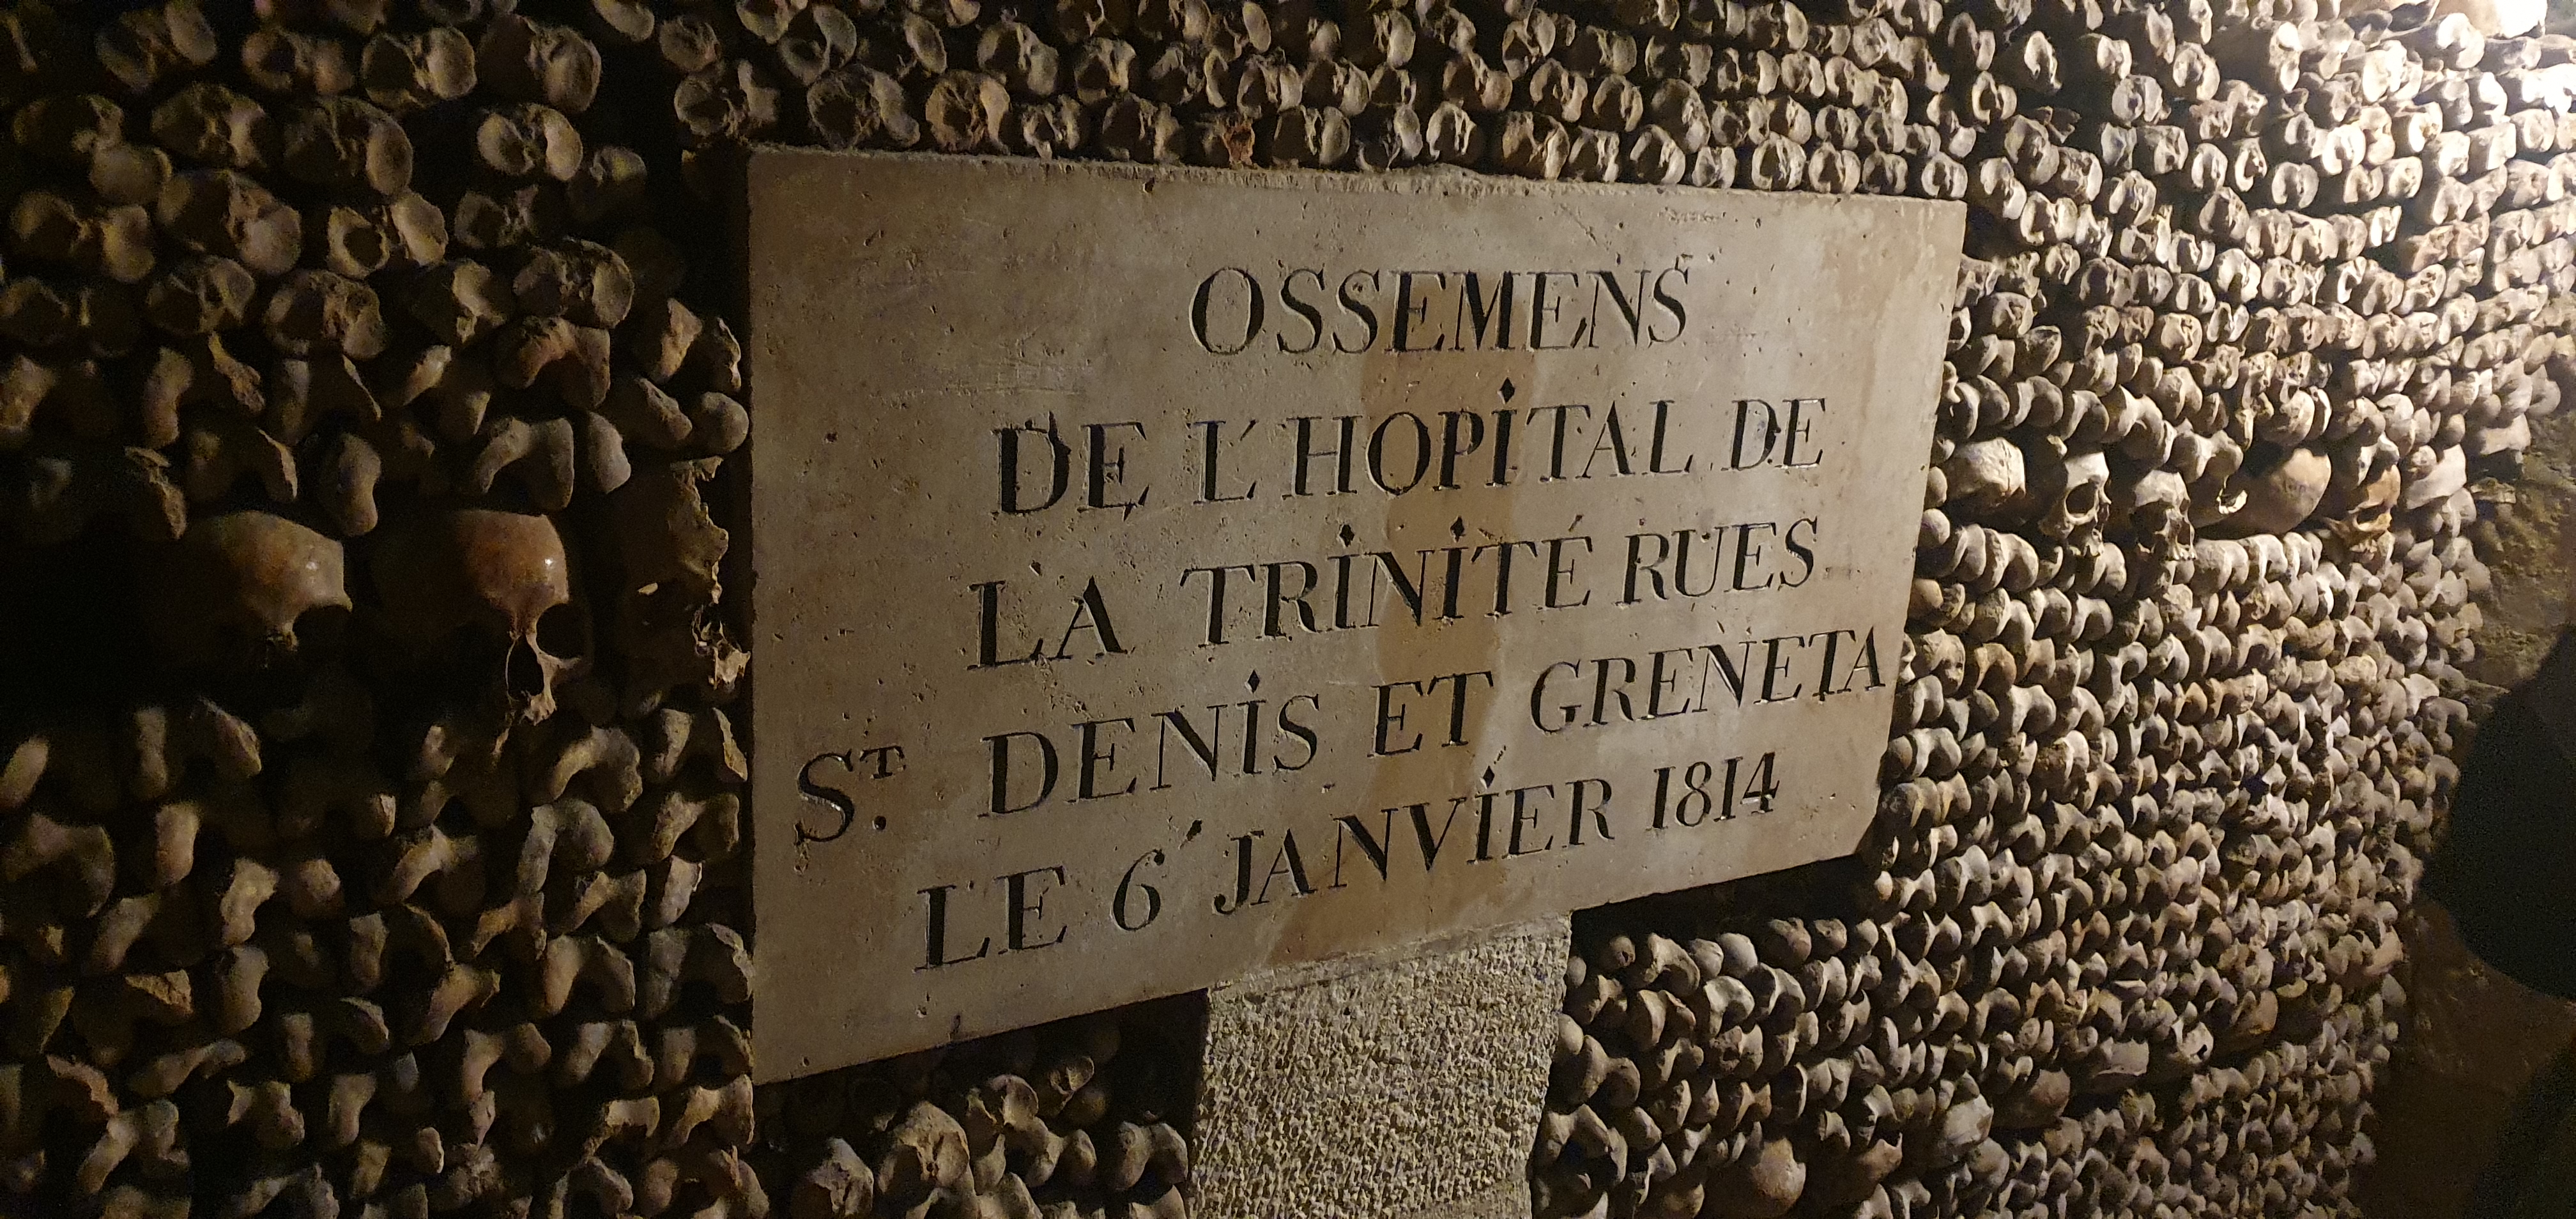 OSSEMENS
DE L'HOPITAL DE
LA TRINITÉ RUES
ST. DENIS ET GRENETA
LE 6 JANVIER 1814